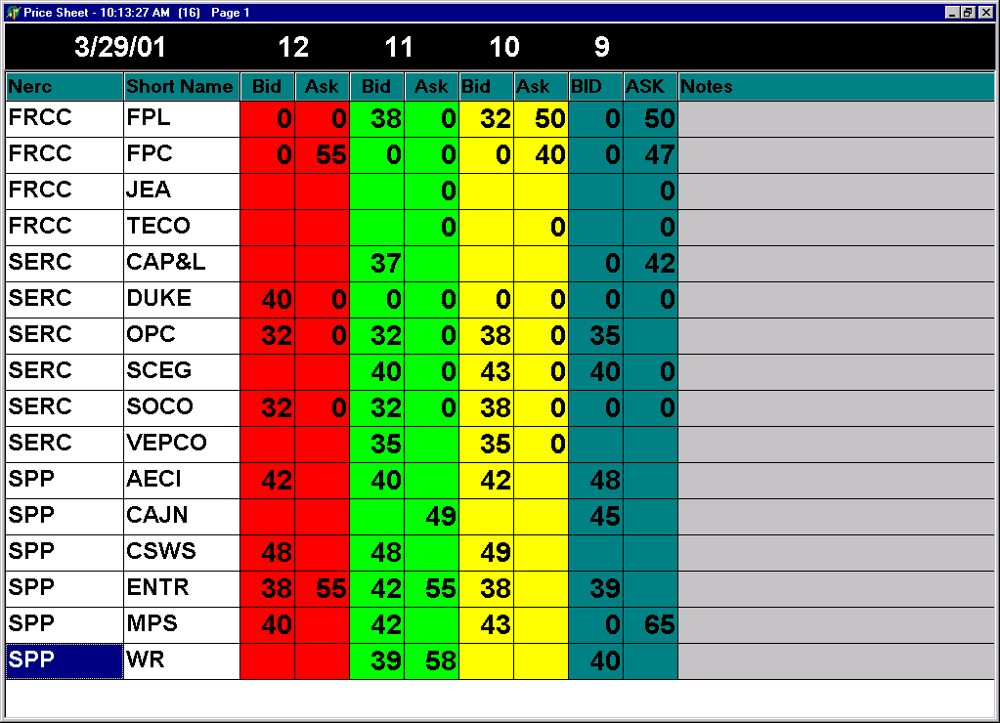 Price Sheet - 10:13:27 AM (16) Page 1
3/29/01 12 11 10 9
Nerc Short Name Bid Ask Bid Ask Bid Ask BID ASK Notes
FRCC FPL 0 0 38 0 32 50 0 50
FRCC FPC 0 55 0 0 0 40 0 47
FRCC JEA 0 0
FRCC TECO 0 0 0
SERC CAP&L 37 0 42
SERC DUKE 40 0 0 0 0 0 0 0
SERC OPC 32 0 32 0 38 0 35
SERC SCEG 40 0 43 0 40 0
SERC SOCO 32 0 32 0 38 0 0 0
SERC VEPCO 35 35 0
SPP AECI 42 40 42 48
SPP CAJN 49 45
SPP CSWS 48 48 49
SPP ENTR 38 55 42 55 38 39
SPP MPS 40 42 43 0 65
SPP WR 39 58 40